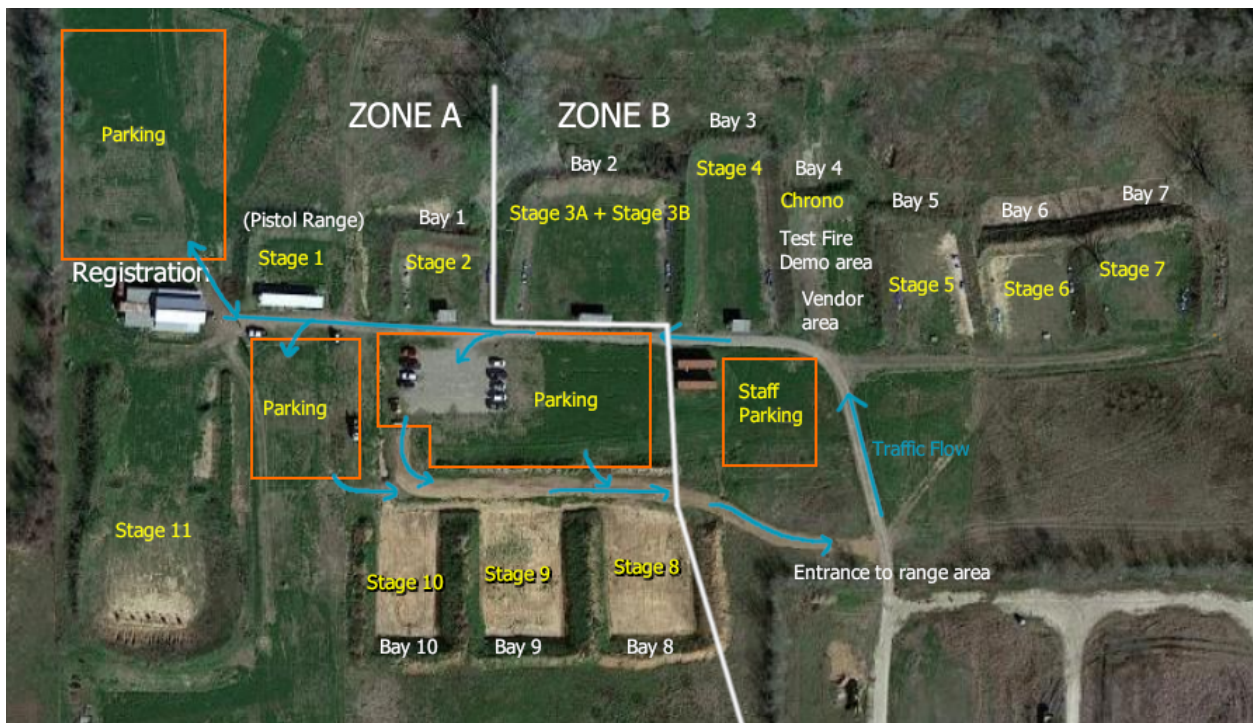 Parking
ZONE A
ZONE B
Bay 3
Bay 2
Stage 4
Bay 4
Chrono
Bay 5
Bay 6
Bay 7
(Pistol Range)
Bay 1
Stage 3A + Stage 3B
Stage 1
Stage 2
Test Fire
Demo area
Registration
Vendor
area
Stage 5
Stage 6
Stage 7
Parking
Parking
Staff
Parking
Traffic Flow
Stage 11
Stage 10
Stage 9
Stage 8
Entrance to range area
Bay 10
Bay 9
Bay 8